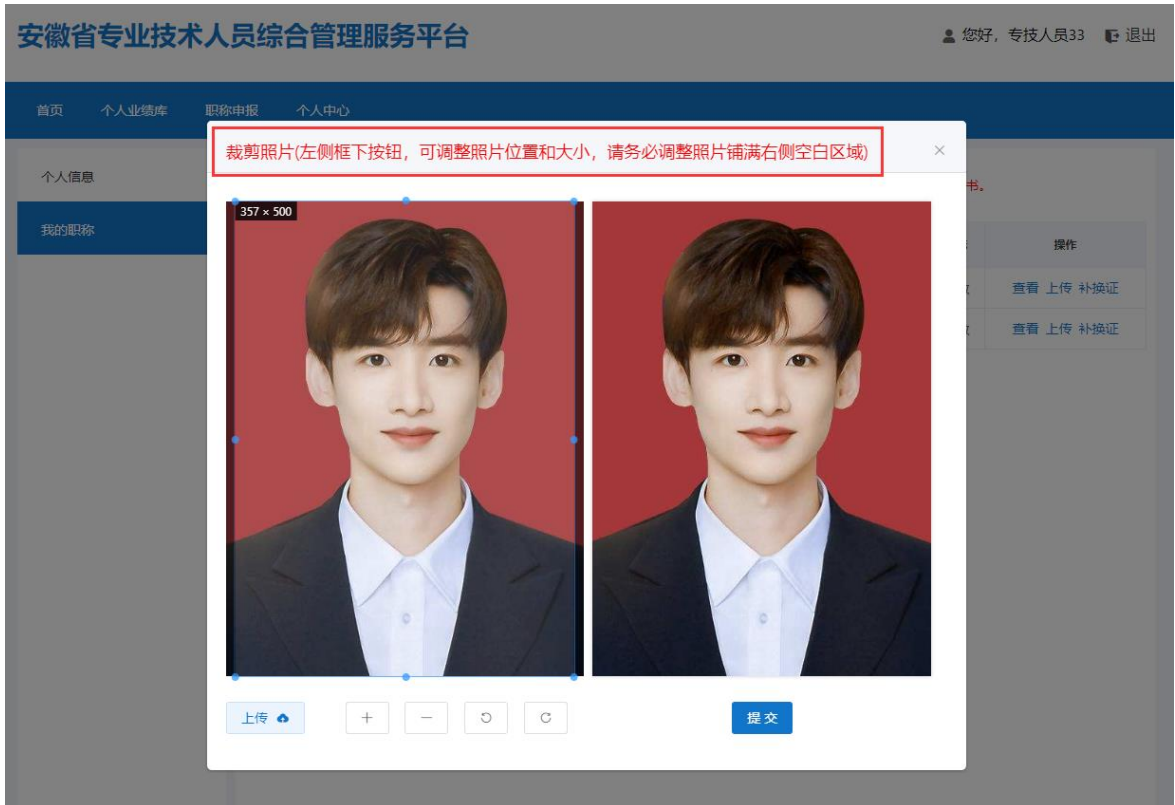 安徽省专业技术人员综合管理服务平台
您好，专技人员33 退出
首页 个人业绩库 职称申报 个人中心
裁剪照片(左侧框下按钮，可调整照片位置和大小，请务必调整照片铺满右侧空白区域)
个人信息
书。
357 × 500
我的职称
操作
查看 上传 补换证
查看 上传 补换证
上传
提交